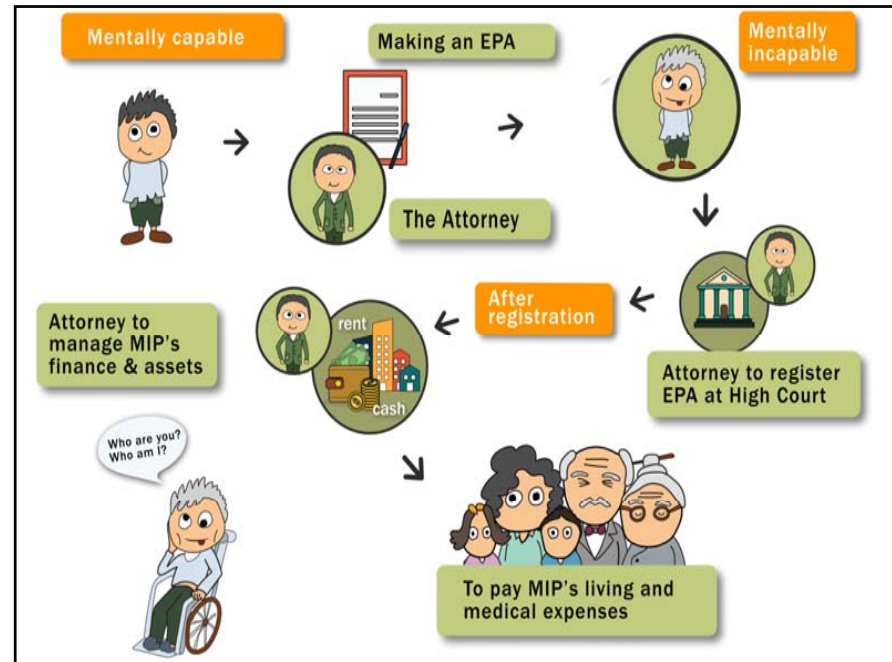 Mentally capable
Making an EPA
Mentally
incapable
The Attorney
Attorney to register
EPA at High Court
After
registration
rent
cash
Attorney to
manage MIP's
finance & assets
To pay MIP's living and
medical expenses
Who are you?
Who am I?